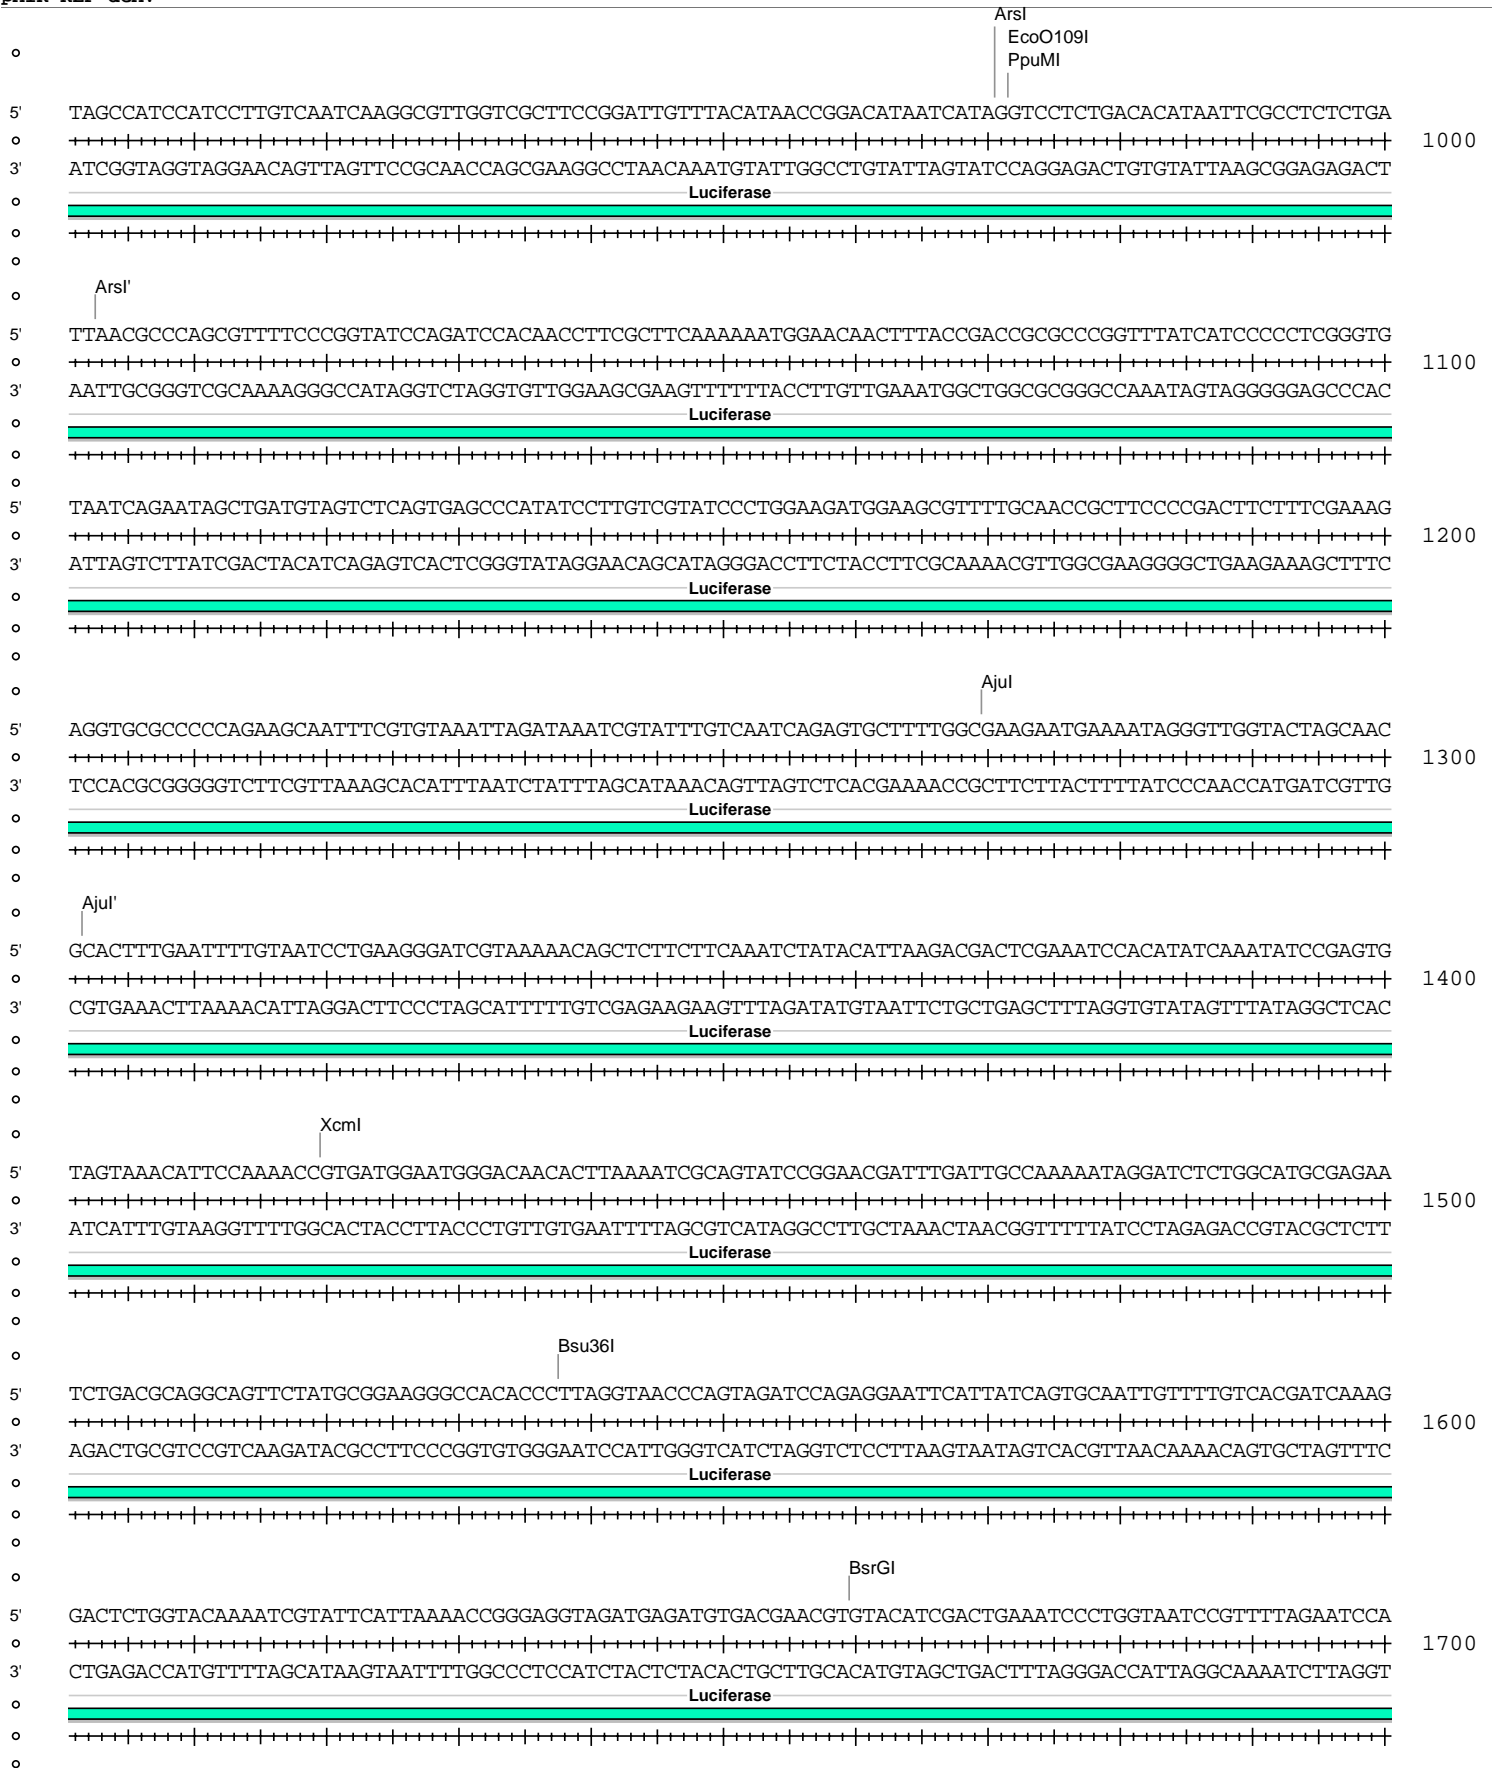 ArsI
EcoO109I
PpuMI
5' TAGCCATCCATCCTTGTCAATCAAGGCGTTGGTCGCTTCCGGATTGTTTACATAACCGGACATAATCATAGGTCCTCTGACACATAATTCGCCTCTCTGA
1000
3' ATCGGTAGGTAGGAACAGTTAGTTCCGCAACCAGCGAAGGCCTAACAAATGTATTGGCCTGTATTAGTATCCAGGAGACTGTGTATTAAGCGGAGAGACT
Luciferase
ArsI'
5' TTAACGCCCAGCGTTTTCCCGGTATCCAGATCCACAACCTTCGCTTCAAAAAATGGAACAACTTTACCGACCGCGCCCGGTTTATCATCCCCCTCGGGTG
1100
3' AATTGCGGGTCGCAAAAGGGCCATAGGTCTAGGTGTTGGAAGCGAAGTTTTTTACCTTGTTGAAATGGCTGGCGCGGGCCAAATAGTAGGGGGAGCCCAC
Luciferase
5' TAATCAGAATAGCTGATGTAGTCTCAGTGAGCCCATATCCTTGTCGTATCCCTGGAAGATGGAAGCGTTTTGCAACCGCTTCCCCGACTTCTTTCGAAAG
1200
3' ATTAGTCTTATCGACTACATCAGAGTCACTCGGGTATAGGAACAGCATAGGGACCTTCTACCTTCGCAAAACGTTGGCGAAGGGGCTGAAGAAAGCTTTC
Luciferase
AjuI
5' AGGTGCGCCCCCAGAAGCAATTTCGTGTAAATTAGATAAATCGTATTTGTCAATCAGAGTGCTTTTGGCGAAGAATGAAAATAGGGTTGGTACTAGCAAC
1300
3' TCCACGCGGGGGTCTTCGTTAAAGCACATTTAATCTATTTAGCATAAACAGTTAGTCTCACGAAAACCGCTTCTTACTTTTATCCCAACCATGATCGTTG
Luciferase
AjuI'
5' GCACTTTGAATTTTGTAATCCTGAAGGGATCGTAAAAACAGCTCTTCTTCAAATCTATACATTAAGACGACTCGAAATCCACATATCAAATATCCGAGTG
1400
3' CGTGAAACTTAAAACATTAGGACTTCCCTAGCATTTTTGTCGAGAAGAAGTTTAGATATGTAATTCTGCTGAGCTTTAGGTGTATAGTTTATAGGCTCAC
Luciferase
XcmI
5' TAGTAAACATTCCAAAACCGTGATGGAATGGGACAACACTTAAAATCGCAGTATCCGGAACGATTTGATTGCCAAAAATAGGATCTCTGGCATGCGAGAA
1500
3' ATCATTTGTAAGGTTTTGGCACTACCTTACCCTGTTGTGAATTTTAGCGTCATAGGCCTTGCTAAACTAACGGTTTTTATCCTAGAGACCGTACGCTCTT
Luciferase
Bsu36I
5' TCTGACGCAGGCAGTTCTATGCGGAAGGGCCACACCCTTAGGTAACCCAGTAGATCCAGAGGAATTCATTATCAGTGCAATTGTTTTGTCACGATCAAAG
1600
3' AGACTGCGTCCGTCAAGATACGCCTTCCCGGTGTGGGAATCCATTGGGTCATCTAGGTCTCCTTAAGTAATAGTCACGTTAACAAAACAGTGCTAGTTTC
Luciferase
BsrGI
5' GACTCTGGTACAAAATCGTATTCATTAAAACCGGGAGGTAGATGAGATGTGACGAACGTGTACATCGACTGAAATCCCTGGTAATCCGTTTTAGAATCCA
1700
3' CTGAGACCATGTTTTAGCATAAGTAATTTTGGCCCTCCATCTACTCTACACTGCTTGCACATGTAGCTGACTTTAGGGACCATTAGGCAAAATCTTAGGT
Luciferase